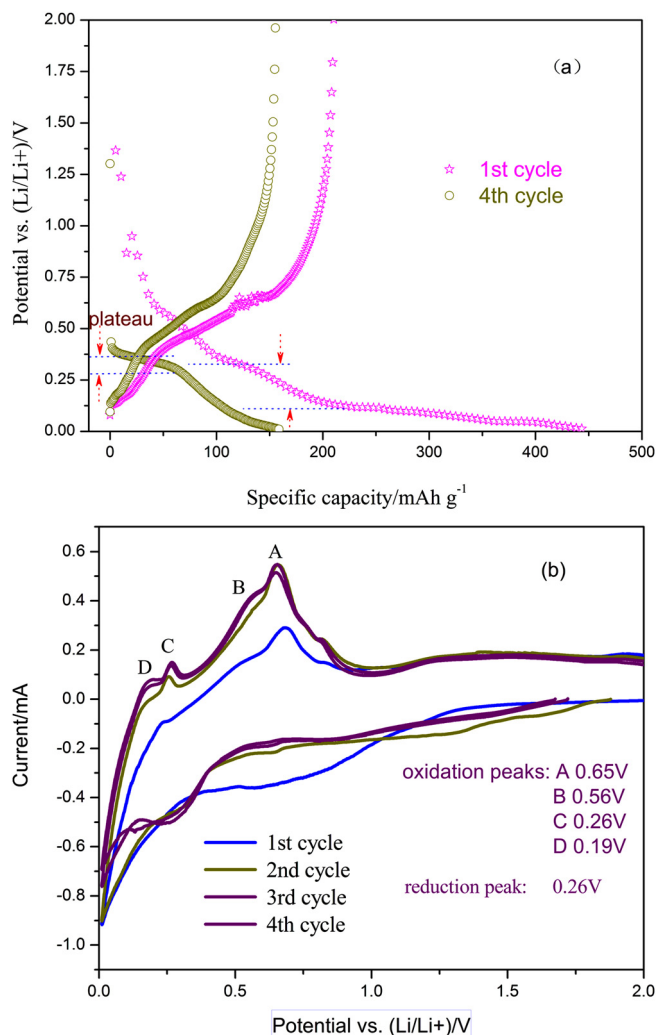 2.00
1.75
1.50
1.25
1.00
0.75
0.50
0.25
0.00
Potential vs. (Li/Li+)/V
(a)
1st cycle
4th cycle
plateau
0 100 200 300 400 500
Specific capacity/mAh g⁻¹
0.6
0.4
0.2
0.0
-0.2
-0.4
-0.6
-0.8
-1.0
Current/mA
A
B
C
D
(b)
oxidation peaks: A 0.65V
B 0.56V
C 0.26V
D 0.19V
reduction peak: 0.26V
1st cycle
2nd cycle
3rd cycle
4th cycle
0.0 0.5 1.0 1.5 2.0
Potential vs. (Li/Li+)/V